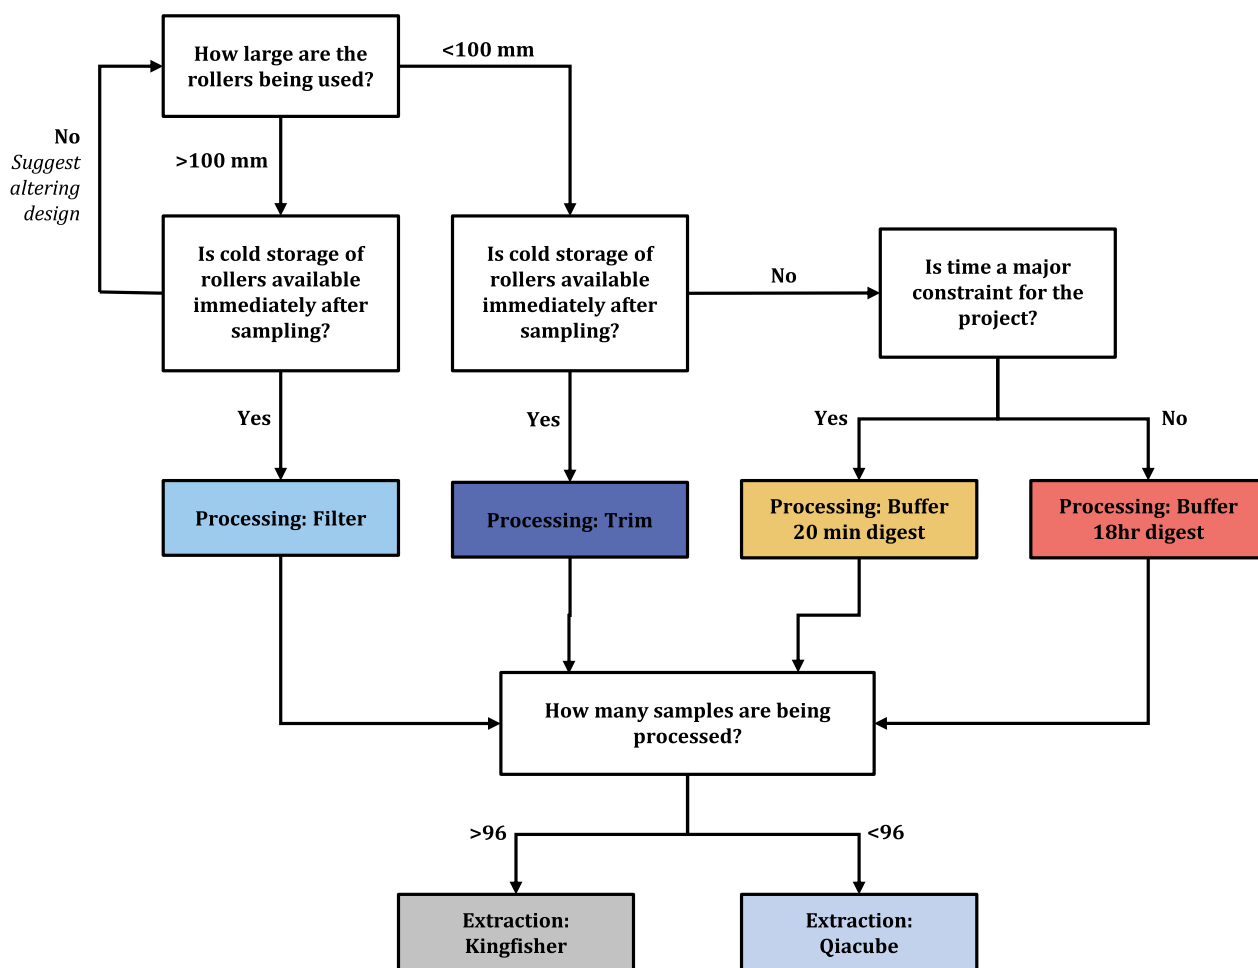 How large are the
rollers being used?
<100 mm
>100 mm
No
Suggest
altering
design
Is cold storage of
rollers available
immediately after
sampling?
Is cold storage of
rollers available
immediately after
sampling?
No
Is time a major
constraint for the
project?
Yes
Yes
Yes
No
Processing: Filter
Processing: Trim
Processing: Buffer
20 min digest
Processing: Buffer
18hr digest
How many samples are being
processed?
>96
<96
Extraction:
Kingfisher
Extraction:
Qiacube